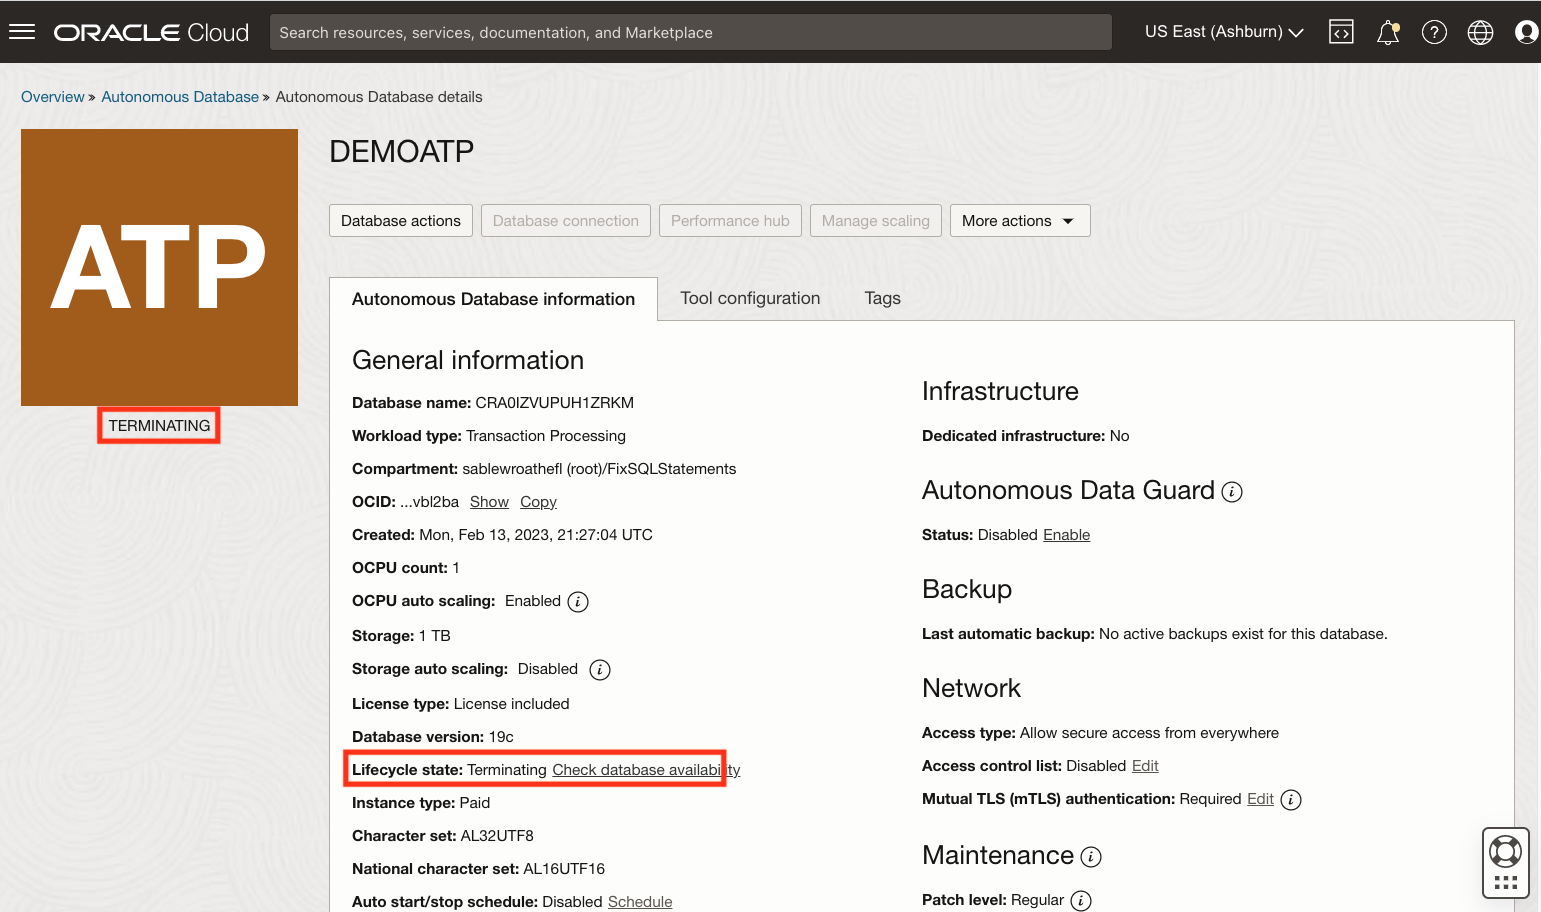 ORACLE Cloud
Search resources, services, documentation, and Marketplace
US East (Ashburn)
Overview » Autonomous Database » Autonomous Database details
ATP
TERMINATING
DEMOATP
Database actions
Database connection
Performance hub
Manage scaling
More actions
Autonomous Database information
Tool configuration
Tags
General information
Database name: CRA0IZVUPUH1ZRKM
Workload type: Transaction Processing
Compartment: sablewroathefl (root)/FixSQLStatements
OCID: ...vbl2ba Show Copy
Created: Mon, Feb 13, 2023, 21:27:04 UTC
OCPU count: 1
OCPU auto scaling: Enabled
Storage: 1 TB
Storage auto scaling: Disabled
License type: License included
Database version: 19c
Lifecycle state: Terminating Check database availability
Instance type: Paid
Character set: AL32UTF8
National character set: AL16UTF16
Auto start/stop schedule: Disabled Schedule
Infrastructure
Dedicated infrastructure: No
Autonomous Data Guard
Status: Disabled Enable
Backup
Last automatic backup: No active backups exist for this database.
Network
Access type: Allow secure access from everywhere
Access control list: Disabled Edit
Mutual TLS (mTLS) authentication: Required Edit
Maintenance
Patch level: Regular